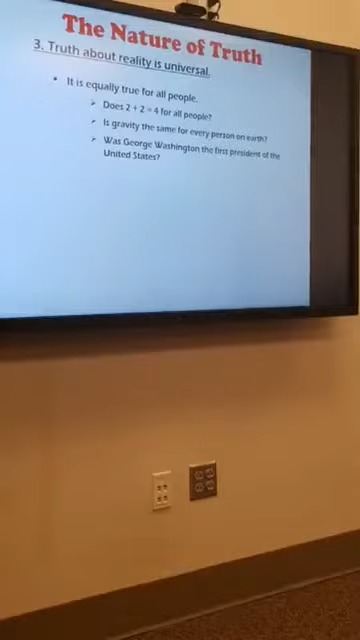 The Nature of Truth
3. Truth about reality is universal.
• It is equally true for all people.
➢ Does 2 + 2 = 4 for all people?
➢ Is gravity the same for every person on earth?
➢ Was George Washington the first president of the
United States?